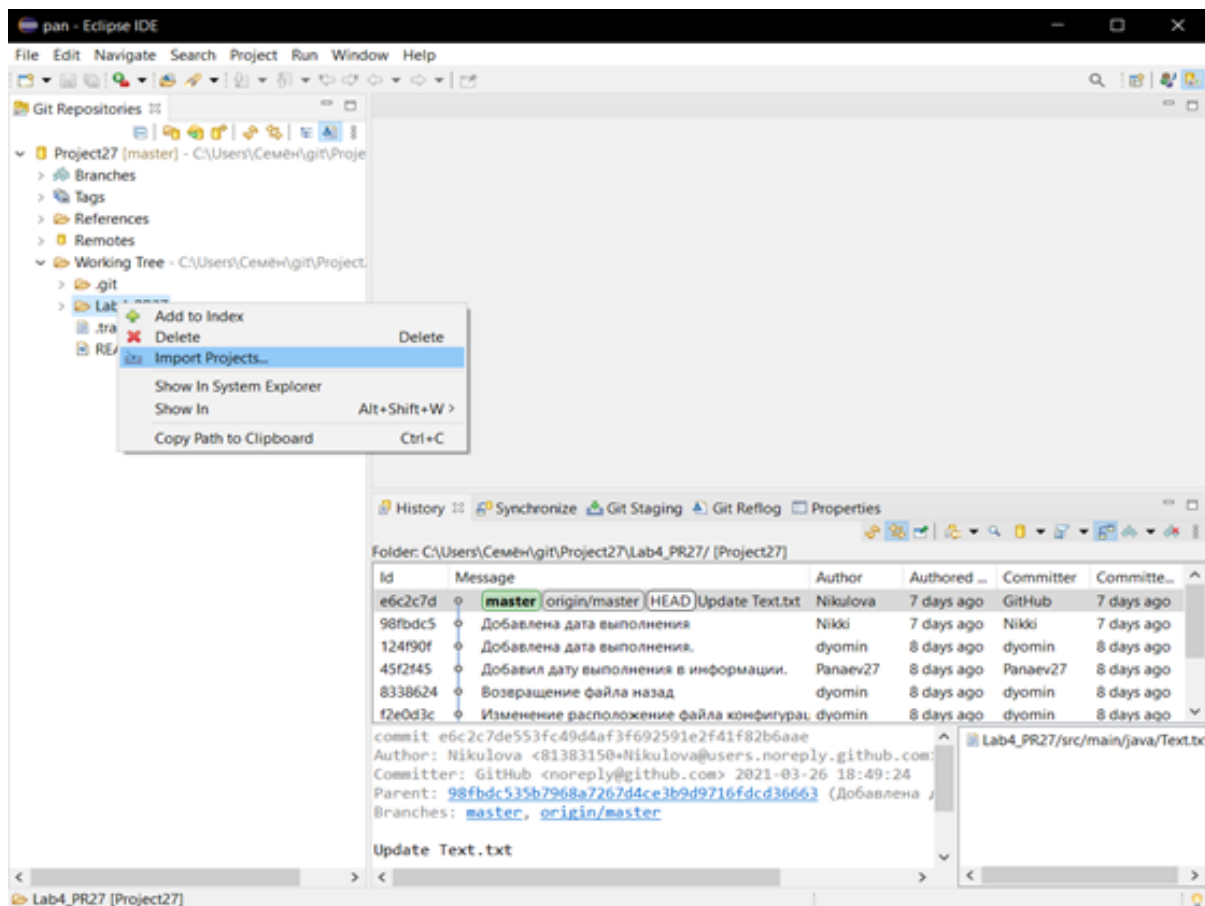 pan - Eclipse IDE
File Edit Navigate Search Project Run Window Help
Git Repositories
Project27 [master] - C:\Users\Семён\git\Proje
Branches
Tags
References
Remotes
Working Tree - C:\Users\Семён\git\Project
.git
Lab4_PR27
.tra
RE
Add to Index
Delete Delete
Import Projects...
Show In System Explorer
Show In Alt+Shift+W >
Copy Path to Clipboard Ctrl+C
History Synchronize Git Staging Git Reflog Properties
Folder: C:\Users\Семён\git\Project27\Lab4_PR27/ [Project27]
Id Message Author Authored ... Committer Committe...
e6c2c7d master origin/master HEAD Update Text.txt Nikulova 7 days ago GitHub 7 days ago
98fbdc5 Добавлена дата выполнения Nikki 7 days ago Nikki 7 days ago
124f90f Добавлена дата выполнения. dyomin 8 days ago dyomin 8 days ago
45f2f45 Добавил дату выполнения в информации. Panaev27 8 days ago Panaev27 8 days ago
8338624 Возвращение файла назад dyomin 8 days ago dyomin 8 days ago
f2e0d3c Изменение расположение файла конфигурац dyomin 8 days ago dyomin 8 days ago
commit e6c2c7de553fc49d4af3f692591e2f41f82b6aae
Author: Nikulova <81383150+Nikulova@users.noreply.github.com>
Committer: GitHub <noreply@github.com> 2021-03-26 18:49:24
Parent: 98fbdc535b7968a7267d4ce3b9d9716fdcd36663 (Добавлена д
Branches: master, origin/master
Update Text.txt
Lab4_PR27/src/main/java/Text.tx
Lab4_PR27 [Project27]